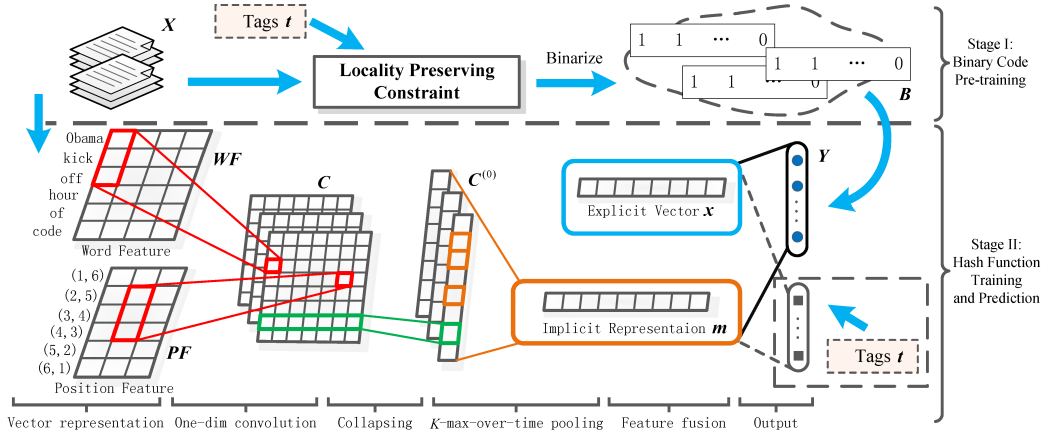 X
Tags t
Locality Preserving
Constraint
Binarize
1 1 ··· 0
1 1 ··· 0
1 1 ··· 0
B
Stage I:
Binary Code
Pre-training
Obama
kick
off
hour
of
code
WF
Word Feature
(1, 6)
(2, 5)
(3, 4)
(4, 3)
(5, 2)
(6, 1)
PF
Position Feature
C
C(0)
Explicit Vector x
Implicit Representaion m
Y
Tags t
Stage II:
Hash Function
Training
and Prediction
Vector representation
One-dim convolution
Collapsing
K-max-over-time pooling
Feature fusion
Output